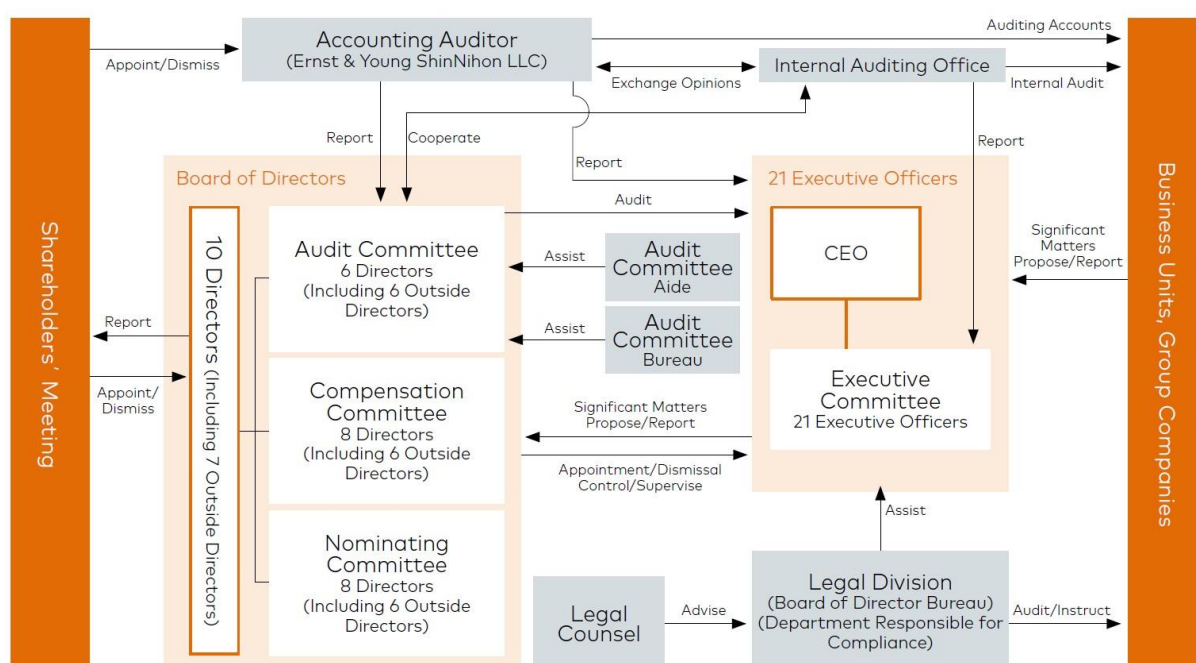 Accounting Auditor
(Ernst & Young ShinNihon LLC)
Auditing Accounts
Appoint/Dismiss
Exchange Opinions
Internal Auditing Office
Internal Audit
Report
Cooperate
Report
Report
Shareholders' Meeting
Board of Directors
10 Directors (Including 7 Outside Directors)
Audit Committee
6 Directors
(Including 6 Outside
Directors)
Compensation
Committee
8 Directors
(Including 6 Outside
Directors)
Nominating
Committee
8 Directors
(Including 6 Outside
Directors)
Report
Appoint/
Dismiss
Audit
Assist
Audit
Committee
Aide
Assist
Audit
Committee
Bureau
Significant Matters
Propose/Report
Appointment/Dismissal
Control/Supervise
21 Executive Officers
CEO
Executive
Committee
21 Executive Officers
Significant
Matters
Propose/Report
Business Units, Group Companies
Assist
Legal
Counsel
Advise
Legal Division
(Board of Director Bureau)
(Department Responsible for
Compliance)
Audit/Instruct